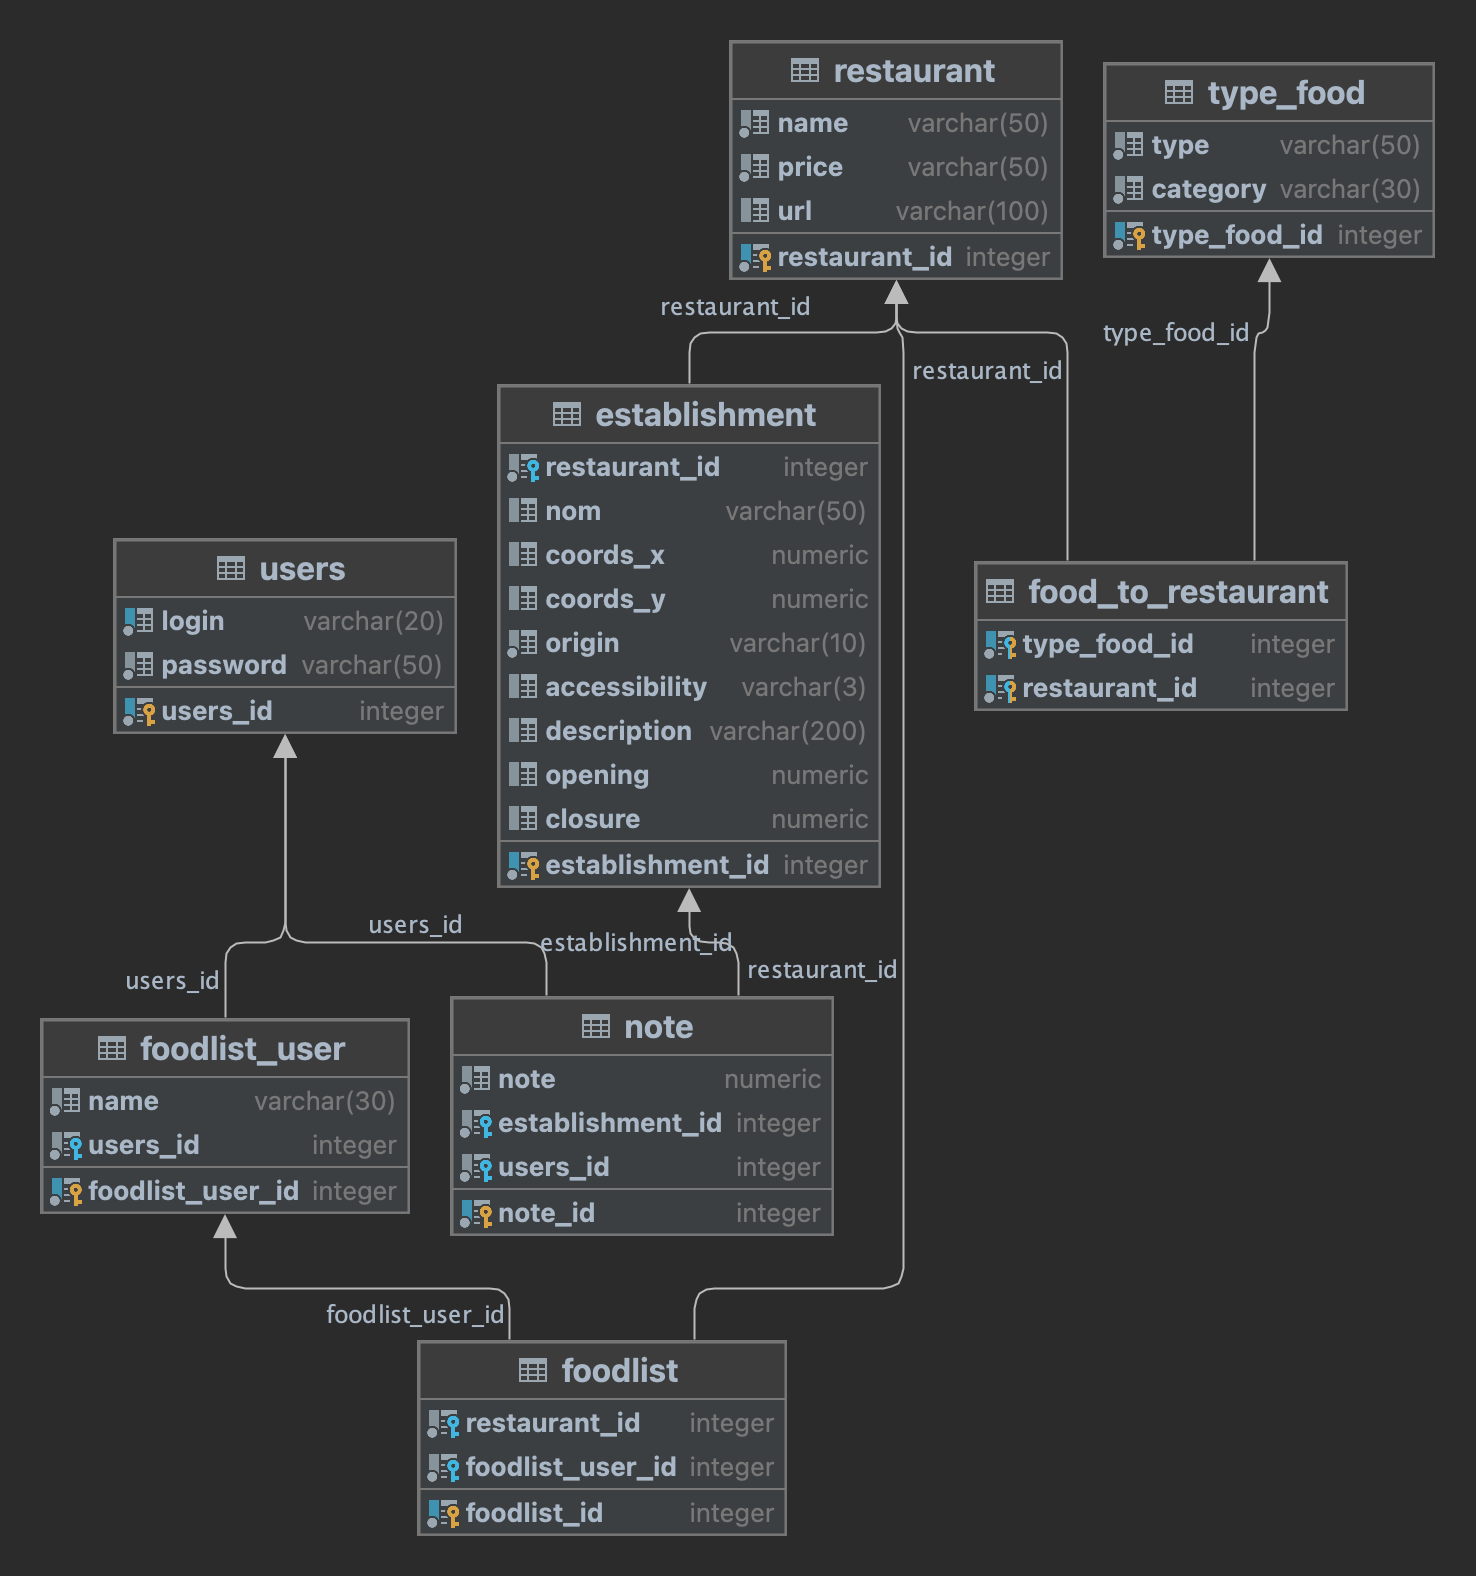 restaurant
name varchar(50)
price varchar(50)
url varchar(100)
restaurant_id integer
type_food
type varchar(50)
category varchar(30)
type_food_id integer
restaurant_id
type_food_id
restaurant_id
establishment
restaurant_id integer
nom varchar(50)
coords_x numeric
coords_y numeric
origin varchar(10)
accessibility varchar(3)
description varchar(200)
opening numeric
closure numeric
establishment_id integer
users
login varchar(20)
password varchar(50)
users_id integer
food_to_restaurant
type_food_id integer
restaurant_id integer
users_id
establishment_id
restaurant_id
users_id
foodlist_user
name varchar(30)
users_id integer
foodlist_user_id integer
note
note numeric
establishment_id integer
users_id integer
note_id integer
foodlist_user_id
foodlist
restaurant_id integer
foodlist_user_id integer
foodlist_id integer